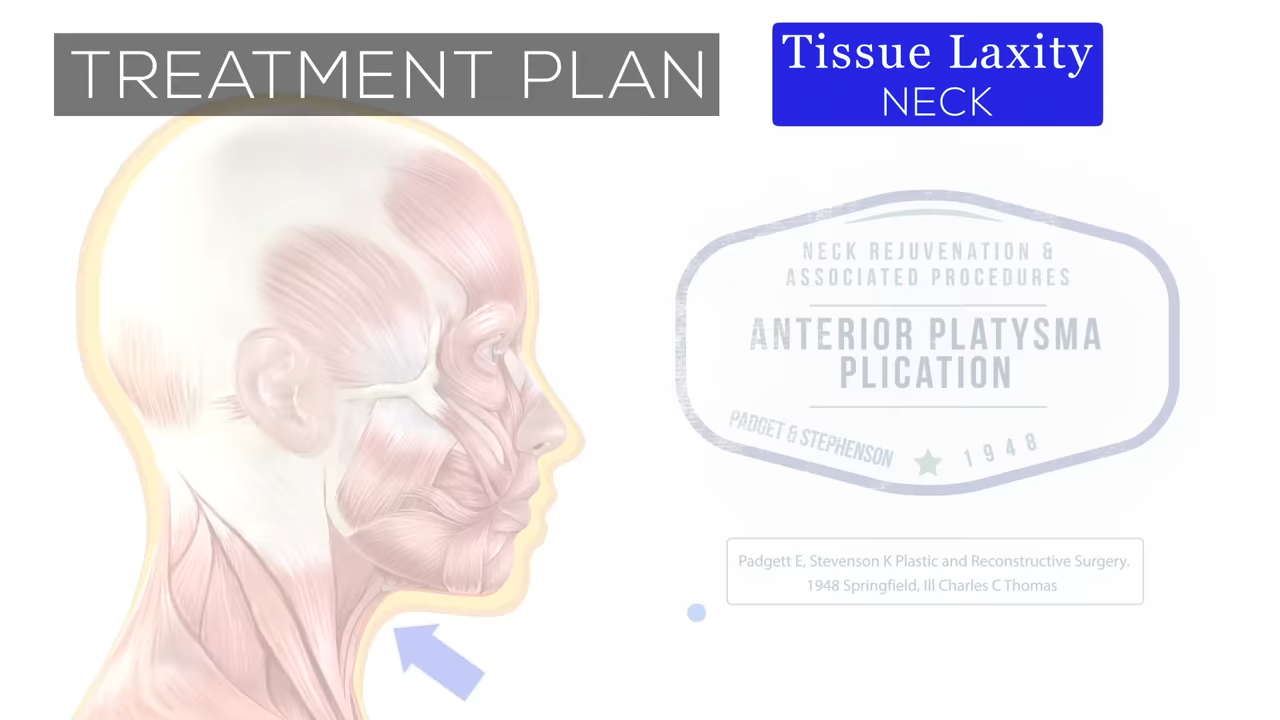 TREATMENT PLAN
Tissue Laxity
NECK
NECK REJUVENATION &
ASSOCIATED PROCEDURES
ANTERIOR PLATYSMA
PLICATION
PADGET & STEPHENSON ★ 1948
Padgett E, Stevenson K Plastic and Reconstructive Surgery.
1948 Springfield, Ill Charles C Thomas